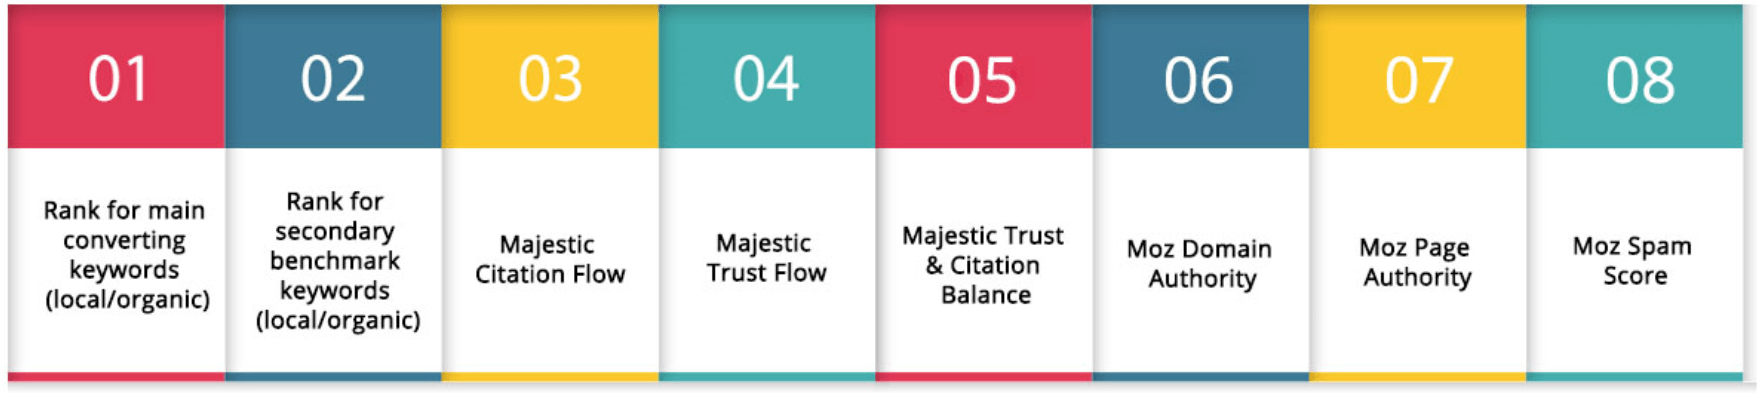 01
Rank for main
converting
keywords
(local/organic)
02
Rank for
secondary
benchmark
keywords
(local/organic)
03
Majestic
Citation Flow
04
Majestic
Trust Flow
05
Majestic Trust
& Citation
Balance
06
Moz Domain
Authority
07
Moz Page
Authority
08
Moz Spam
Score